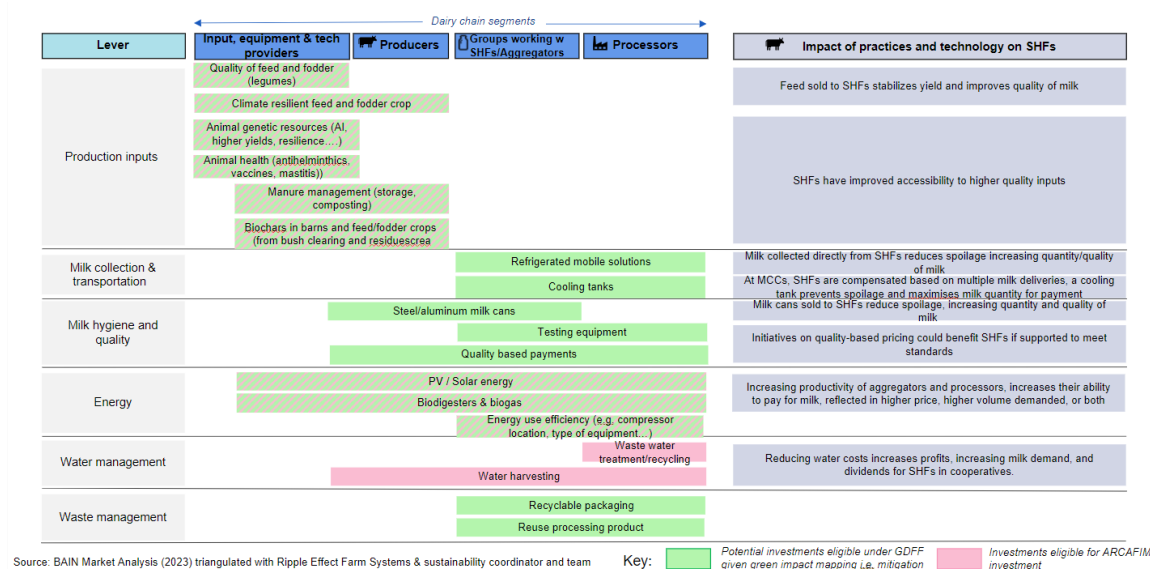 Dairy chain segments
Lever
Input, equipment & tech
providers
Producers
Groups working w
SHFs/Aggregators
Processors
Impact of practices and technology on SHFs
Production inputs
Quality of feed and fodder
(legumes)
Climate resilient feed and fodder crop
Animal genetic resources (AI,
higher yields, resilience....)
Animal health (antihelminthics,
vaccines, mastitis))
Manure management (storage,
composting)
Biochars in barns and feed/fodder crops
(from bush clearing and residuescrea
Feed sold to SHFs stabilizes yield and improves quality of milk
SHFs have improved accessibility to higher quality inputs
Milk collection &
transportation
Refrigerated mobile solutions
Cooling tanks
Milk collected directly from SHFs reduces spoilage increasing quantity/quality
of milk
At MCCs, SHFs are compensated based on multiple milk deliveries, a cooling
tank prevents spoilage and maximises milk quantity for payment
Milk hygiene and
quality
Steel/aluminum milk cans
Testing equipment
Quality based payments
Milk cans sold to SHFs reduce spoilage, increasing quantity and quality of
milk
Initiatives on quality-based pricing could benefit SHFs if supported to meet
standards
Energy
PV / Solar energy
Biodigesters & biogas
Energy use efficiency (e.g. compressor
location, type of equipment...)
Increasing productivity of aggregators and processors, increases their ability
to pay for milk, reflected in higher price, higher volume demanded, or both
Water management
Waste water
treatment/recycling
Water harvesting
Reducing water costs increases profits, increasing milk demand, and
dividends for SHFs in cooperatives.
Waste management
Recyclable packaging
Reuse processing product
Source: BAIN Market Analysis (2023) triangulated with Ripple Effect Farm Systems & sustainability coordinator and team
Key:
Potential investments eligible under GDFF
given green impact mapping i.e. mitigation
Investments eligible for ARCAFIM
investment